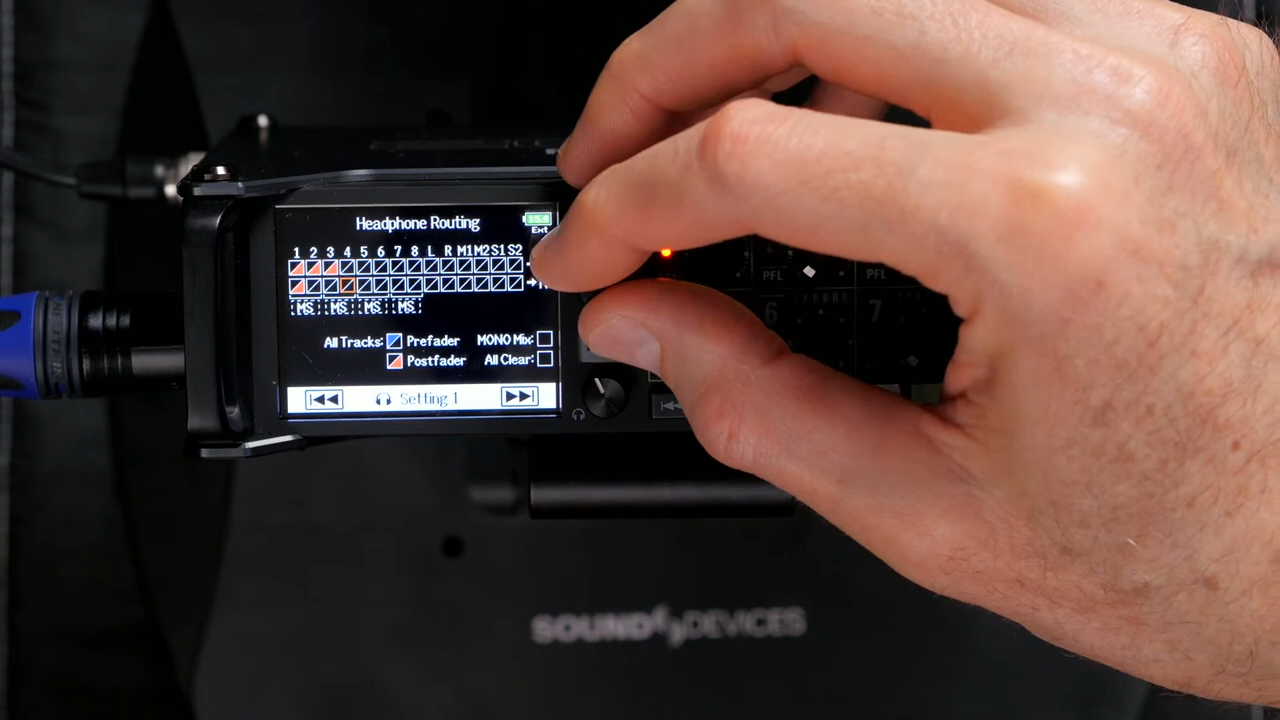 Headphone Routing
Ext
1 2 3 4 5 6 7 8 L R M1 M2 S1 S2
MS MS MS MS
All Tracks: Prefader MONO Mix:
Postfader All Clear:
Setting 1
PFL PFL
6 7
SOUND DEVICES